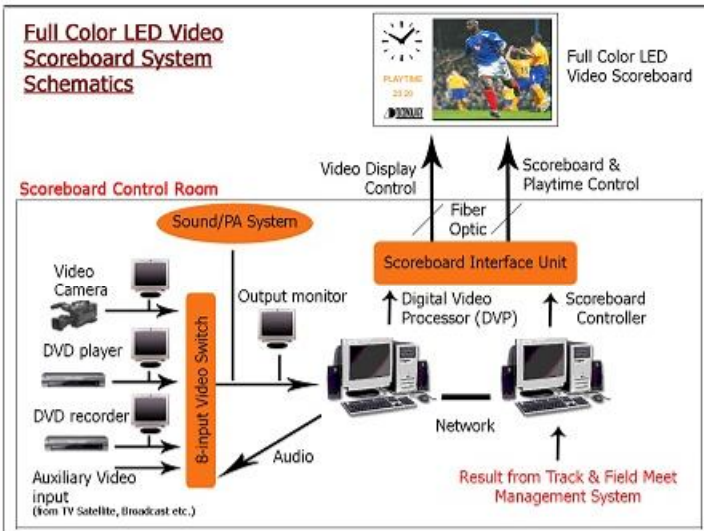 Full Color LED Video
Scoreboard System
Schematics
PLAYTIME
Full Color LED
Video Scoreboard
Video Display
Control
Scoreboard &
Playtime Control
Scoreboard Control Room
Fiber
Optic
Sound/PA System
Scoreboard Interface Unit
Video
Camera
Output monitor
Digital Video
Processor (DVP)
Scoreboard
Controller
DVD player
8-input Video Switch
DVD recorder
Network
Audio
Auxiliary Video
input
(from TV Satellite, Broadcast etc.)
Result from Track & Field Meet
Management System